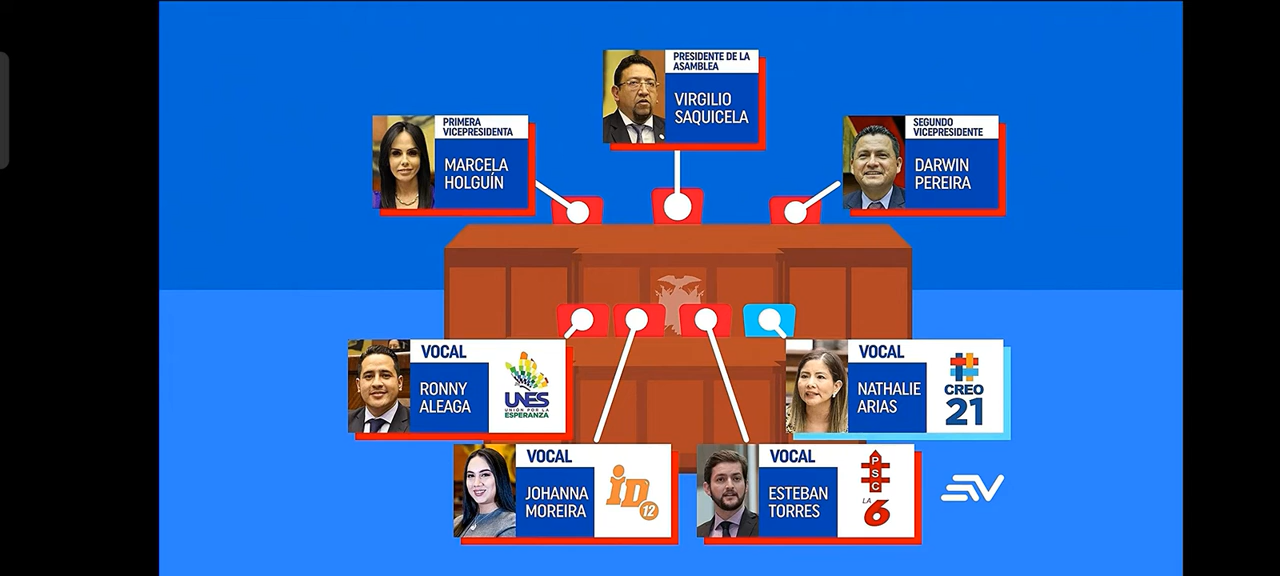 PRESIDENTE DE LA
ASAMBLEA
VIRGILIO
SAQUICELA
PRIMERA
VICEPRESIDENTA
MARCELA
HOLGUÍN
SEGUNDO
VICEPRESIDENTE
DARWIN
PEREIRA
VOCAL
RONNY
ALEAGA
UNES
UNIÓN POR LA
ESPERANZA
VOCAL
NATHALIE
ARIAS
CREO
21
VOCAL
JOHANNA
MOREIRA
iD
12
VOCAL
ESTEBAN
TORRES
PSC
LA
6